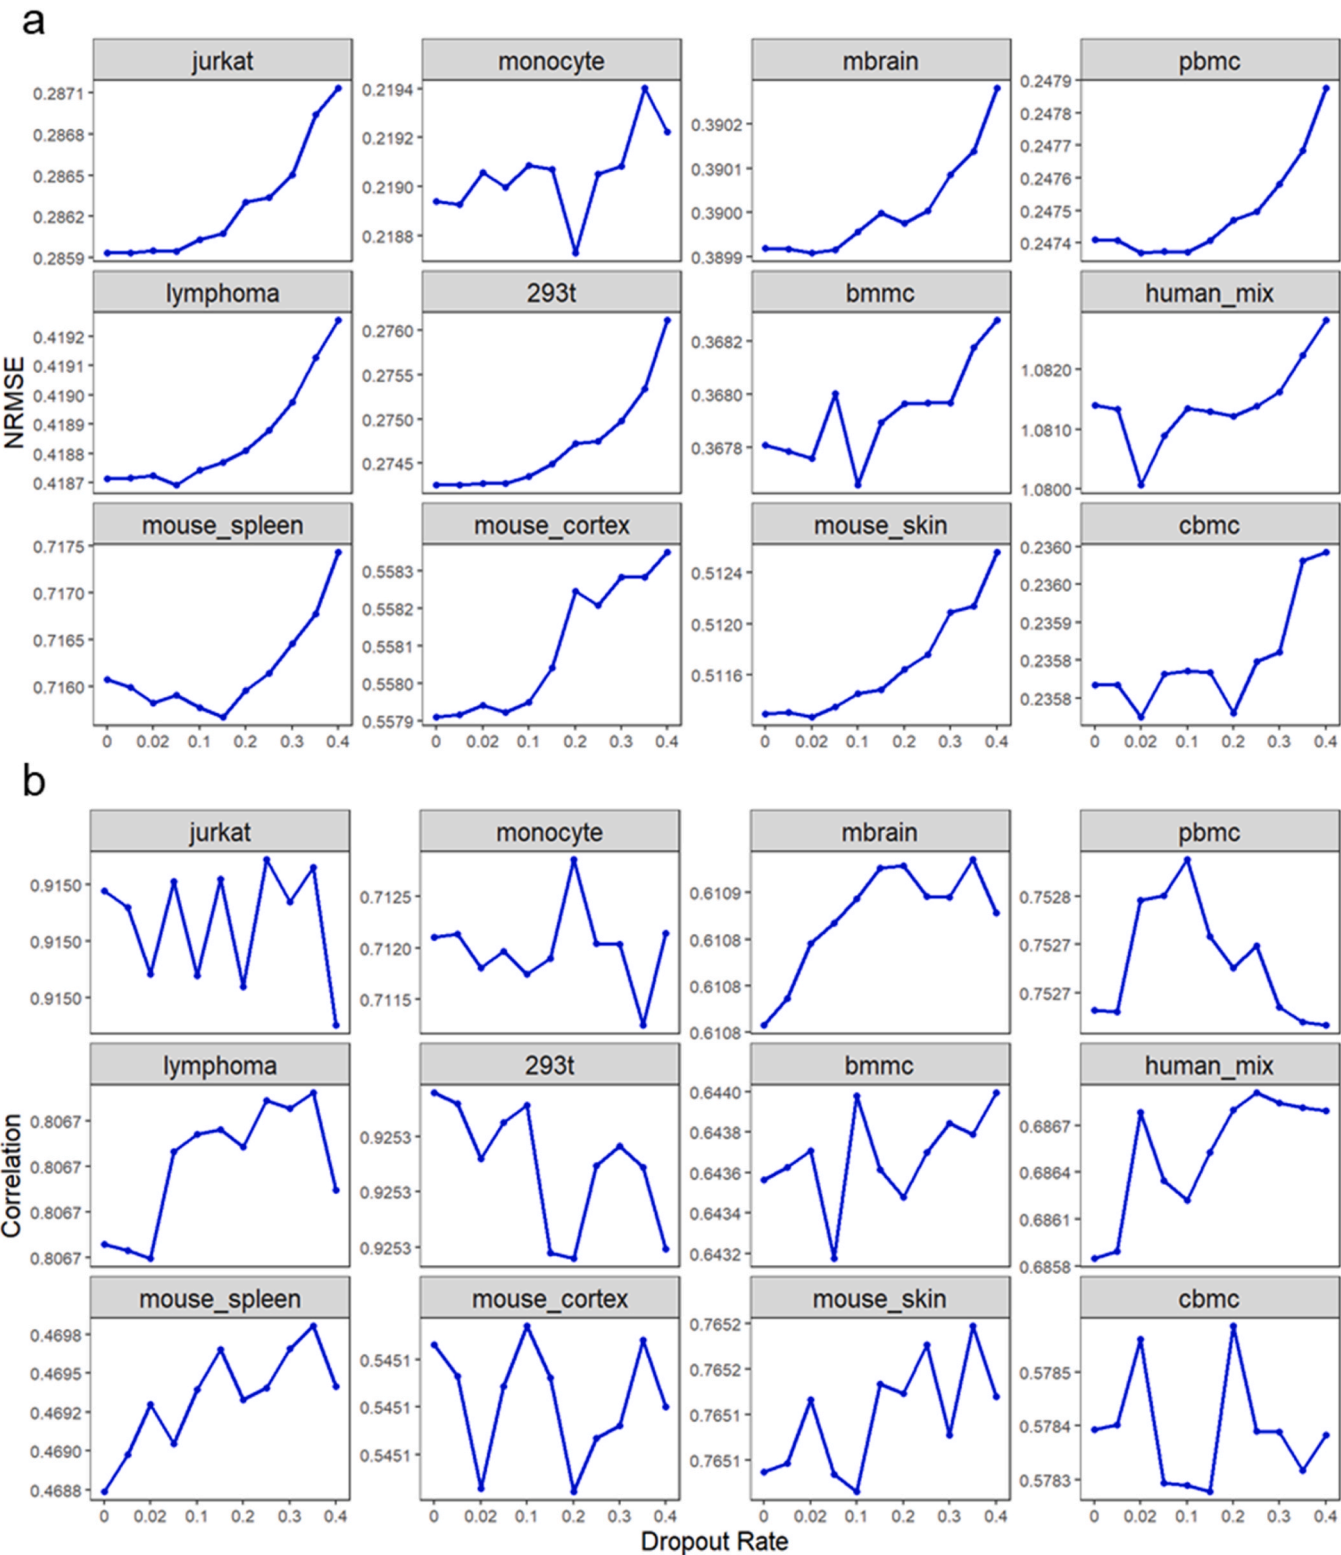 a
jurkat monocyte mbrain pbmc
0.2871 0.2868 0.2865 0.2862 0.2859
0.2194 0.2192 0.2190 0.2188
0.3902 0.3901 0.3900 0.3899
0.2479 0.2478 0.2477 0.2476 0.2475 0.2474
NRMSE
lymphoma 293t bmmc human_mix
0.4192 0.4191 0.4190 0.4189 0.4188 0.4187
0.2760 0.2755 0.2750 0.2745
0.3682 0.3680 0.3678
1.0820 1.0810 1.0800
mouse_spleen mouse_cortex mouse_skin cbmc
0.7175 0.7170 0.7165 0.7160
0.5583 0.5582 0.5581 0.5580 0.5579
0.5124 0.5120 0.5116
0.2360 0.2360 0.2359 0.2358 0.2358
0 0.02 0.1 0.2 0.3 0.4 0 0.02 0.1 0.2 0.3 0.4 0 0.02 0.1 0.2 0.3 0.4 0 0.02 0.1 0.2 0.3 0.4
b
jurkat monocyte mbrain pbmc
0.9150 0.9150 0.9150
0.7125 0.7120 0.7115
0.6109 0.6108 0.6108 0.6108
0.7528 0.7527 0.7527
Correlation
lymphoma 293t bmmc human_mix
0.8067 0.8067 0.8067 0.8067
0.9253 0.9253 0.9253
0.6440 0.6438 0.6436 0.6434 0.6432
0.6867 0.6864 0.6861 0.6858
mouse_spleen mouse_cortex mouse_skin cbmc
0.4698 0.4695 0.4692 0.4690 0.4688
0.5451 0.5451 0.5451
0.7652 0.7652 0.7651 0.7651
0.5785 0.5784 0.5783
0 0.02 0.1 0.2 0.3 0.4 0 0.02 0.1 0.2 0.3 0.4 0 0.02 0.1 0.2 0.3 0.4 0 0.02 0.1 0.2 0.3 0.4
Dropout Rate